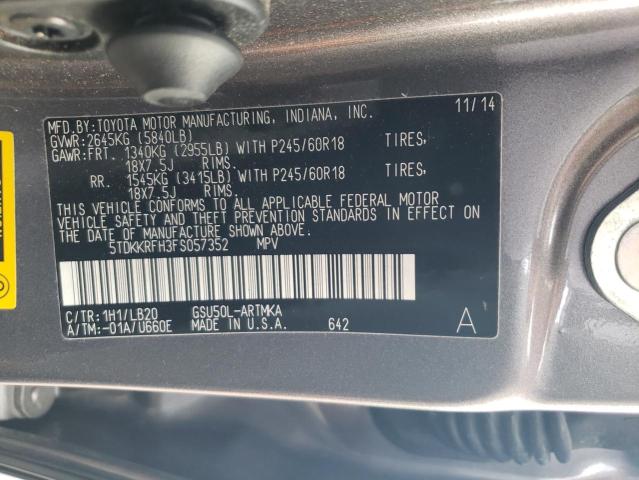 MFD.BY:TOYOTA MOTOR MANUFACTURING, INDIANA, INC. 11/14
GVWR:2645KG (5840LB)
GAWR:FRT. 1340KG (2955LB) WITH P245/60R18 TIRES,
18X7.5J RIMS.
RR. 1545KG (3415LB) WITH P245/60R18 TIRES,
18X7.5J RIMS.
THIS VEHICLE CONFORMS TO ALL APPLICABLE FEDERAL MOTOR
VEHICLE SAFETY AND THEFT PREVENTION STANDARDS IN EFFECT ON
THE DATE OF MANUFACTURE SHOWN ABOVE.
5TDKKRFH3FS057352 MPV
C/TR:1H1/LB20 GSU50L-ARTMKA
A/TM:-01A/U660E MADE IN U.S.A. 642 A